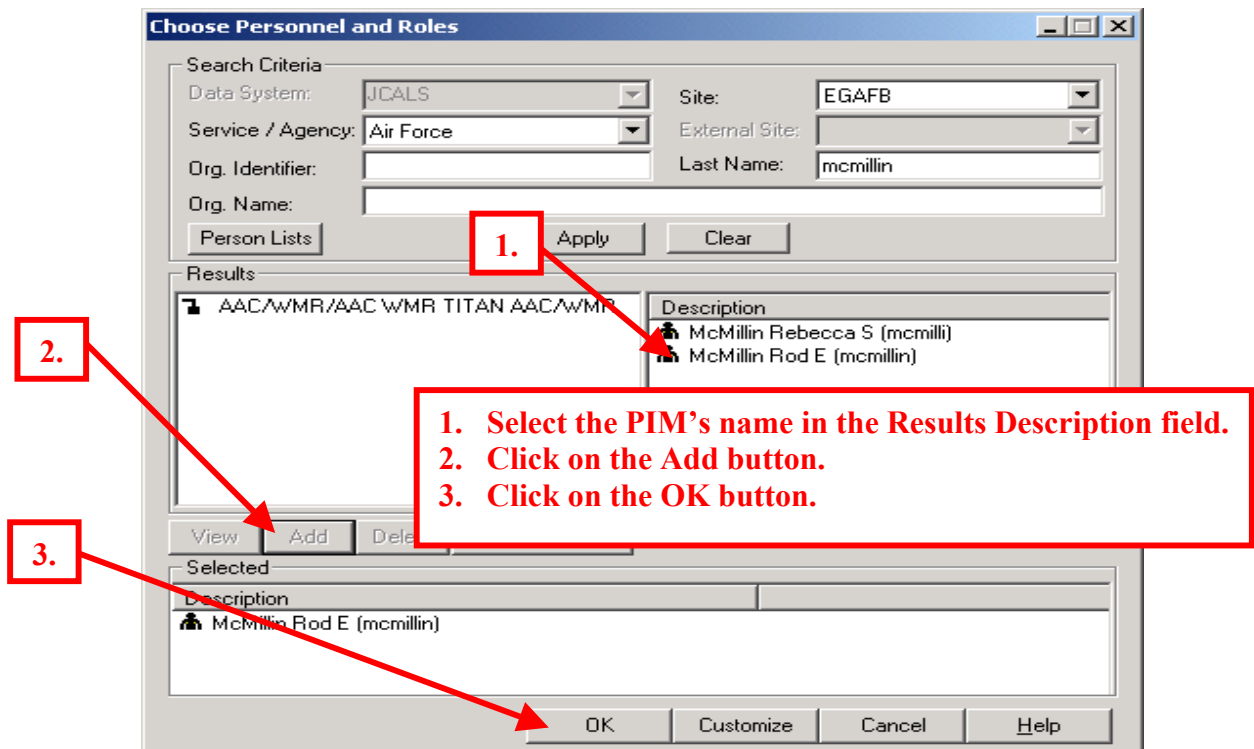 Choose Personnel and Roles
Search Criteria
Data System: JCALS Site: EGAFB
Service / Agency: Air Force External Site:
Org. Identifier: Last Name: mcmillin
Org. Name:
Person Lists Apply Clear
1.
Results
AAC/WMR/AAC WMR TITAN AAC/WMR Description
McMillin Rebecca S (mcmilli)
McMillin Rod E (mcmillin)
2.
1. Select the PIM’s name in the Results Description field.
2. Click on the Add button.
3. Click on the OK button.
View Add
3.
Selected
Description
McMillin Rod E (mcmillin)
OK Customize Cancel Help